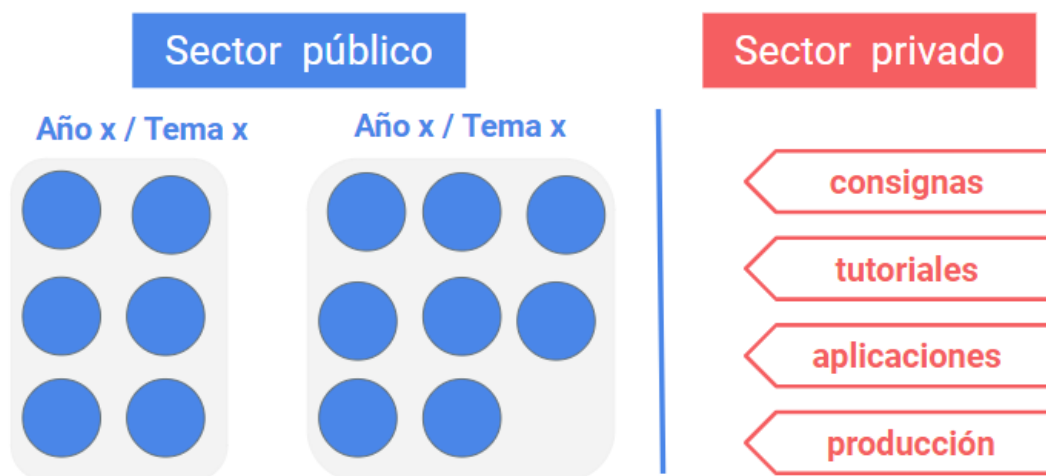 Sector público
Sector privado
Año x / Tema x
Año x / Tema x
consignas
tutoriales
aplicaciones
producción